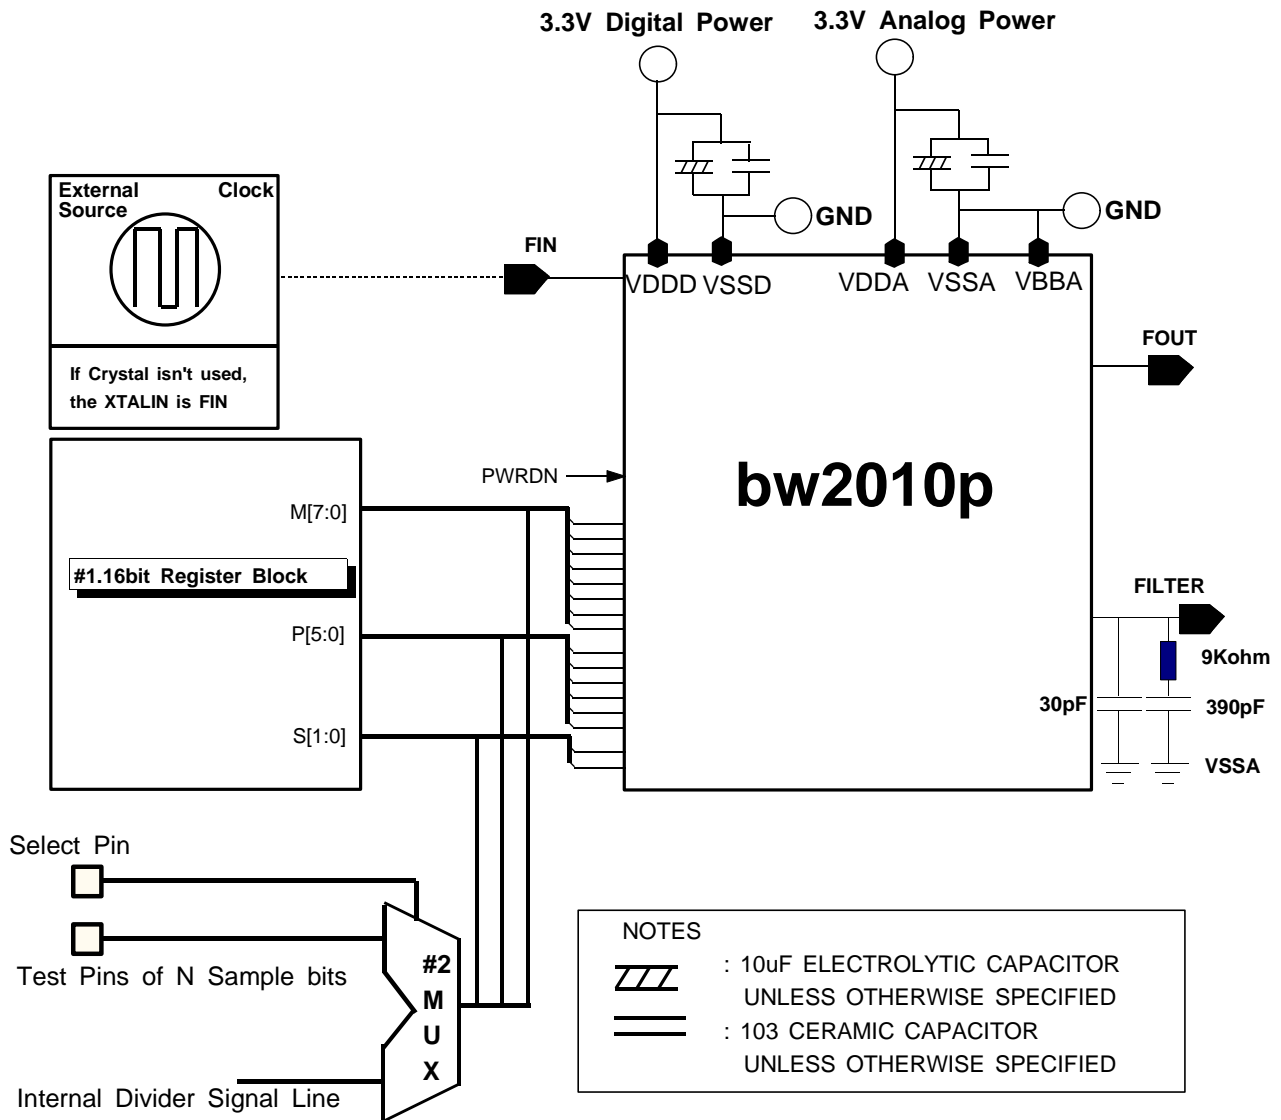 3.3V Digital Power
3.3V Analog Power
External Clock
Source
GND
GND
FIN
VDDD VSSD
VDDA VSSA VBBA
FOUT
If Crystal isn't used,
the XTALIN is FIN
PWRDN
bw2010p
M[7:0]
#1.16bit Register Block
FILTER
P[5:0]
9Kohm
30pF
390pF
S[1:0]
VSSA
Select Pin
Test Pins of N Sample bits
#2
M
U
X
Internal Divider Signal Line
NOTES
: 10uF ELECTROLYTIC CAPACITOR
UNLESS OTHERWISE SPECIFIED
: 103 CERAMIC CAPACITOR
UNLESS OTHERWISE SPECIFIED